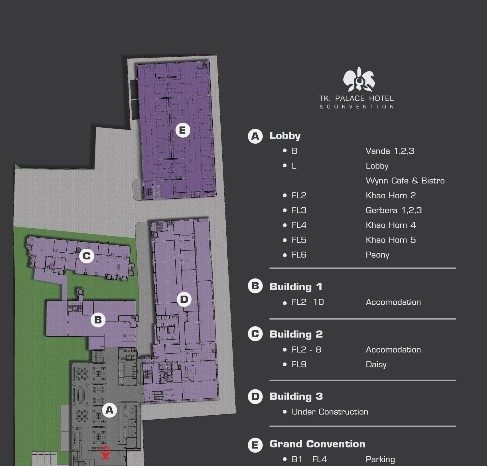 TK. PALACE HOTEL
& CONVENTION
A Lobby
• B Vanda 1,2,3
• L Lobby
Wynn Cafe & Bistro
• FL2 Khao Hom 2
• FL3 Gerbera 1,2,3
• FL4 Khao Hom 4
• FL5 Khao Hom 5
• FL6 Peony
B Building 1
• FL2 -10 Accomodation
C Building 2
• FL2 - 8 Accomodation
• FL9 Daisy
D Building 3
• Under Construction
E Grand Convention
• B1 - FL4 Parking
E
C
D
B
A